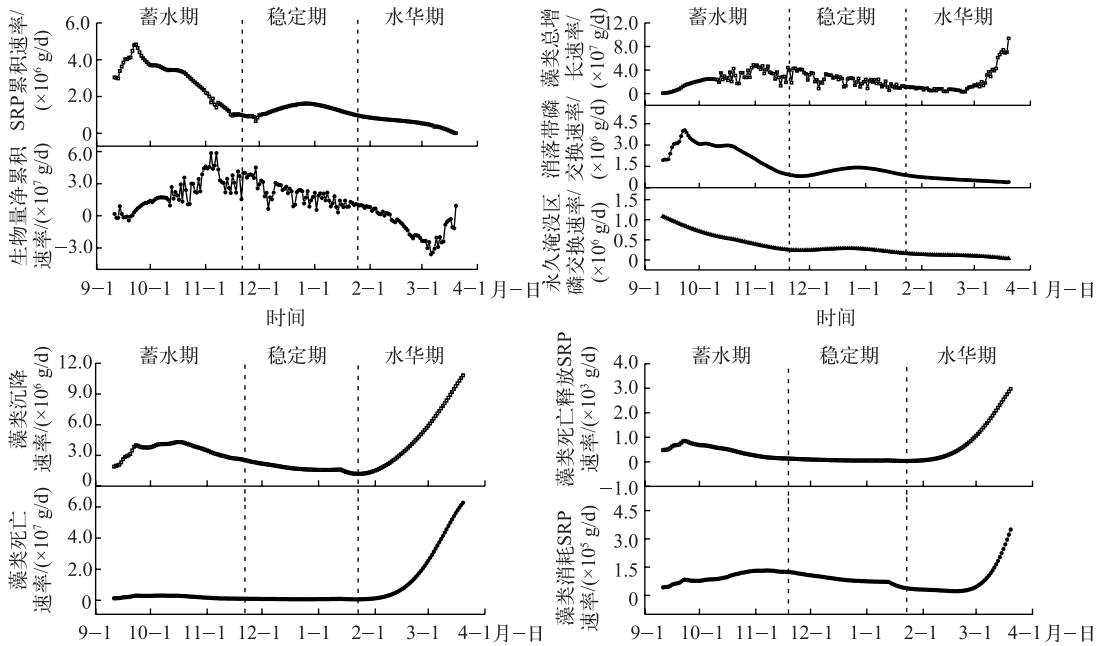 蓄水期 稳定期 水华期
SRP累积速率/
(×10⁶ g/d)
6.0
4.0
2.0
0
生物量净累积
速率/(×10⁷ g/d)
6.0
3.0
0
−3.0
9−1 10−1 11−1 12−1 1−1 2−1 3−1 4−1 月−日
时间
蓄水期 稳定期 水华期
藻类总增
长速率/
(×10⁷ g/d)
12.0
8.0
4.0
0
消落带磷
交换速率/
(×10⁶ g/d)
4.5
3.0
1.5
0
永久淹没区
磷交换速率/
(×10⁶ g/d)
1.5
1.0
0.5
0
9−1 10−1 11−1 12−1 1−1 2−1 3−1 4−1 月−日
时间
蓄水期 稳定期 水华期
藻类沉降
速率/(×10⁶ g/d)
12.0
9.0
6.0
3.0
0
藻类死亡
速率/(×10⁷ g/d)
6.0
4.0
2.0
0
9−1 10−1 11−1 12−1 1−1 2−1 3−1 4−1 月−日
蓄水期 稳定期 水华期
藻类死亡释放SRP
速率/(×10³ g/d)
4.0
3.0
2.0
1.0
0
−1.0
藻类消耗SRP
速率/(×10⁵ g/d)
4.5
3.0
1.5
0
9−1 10−1 11−1 12−1 1−1 2−1 3−1 4−1 月−日